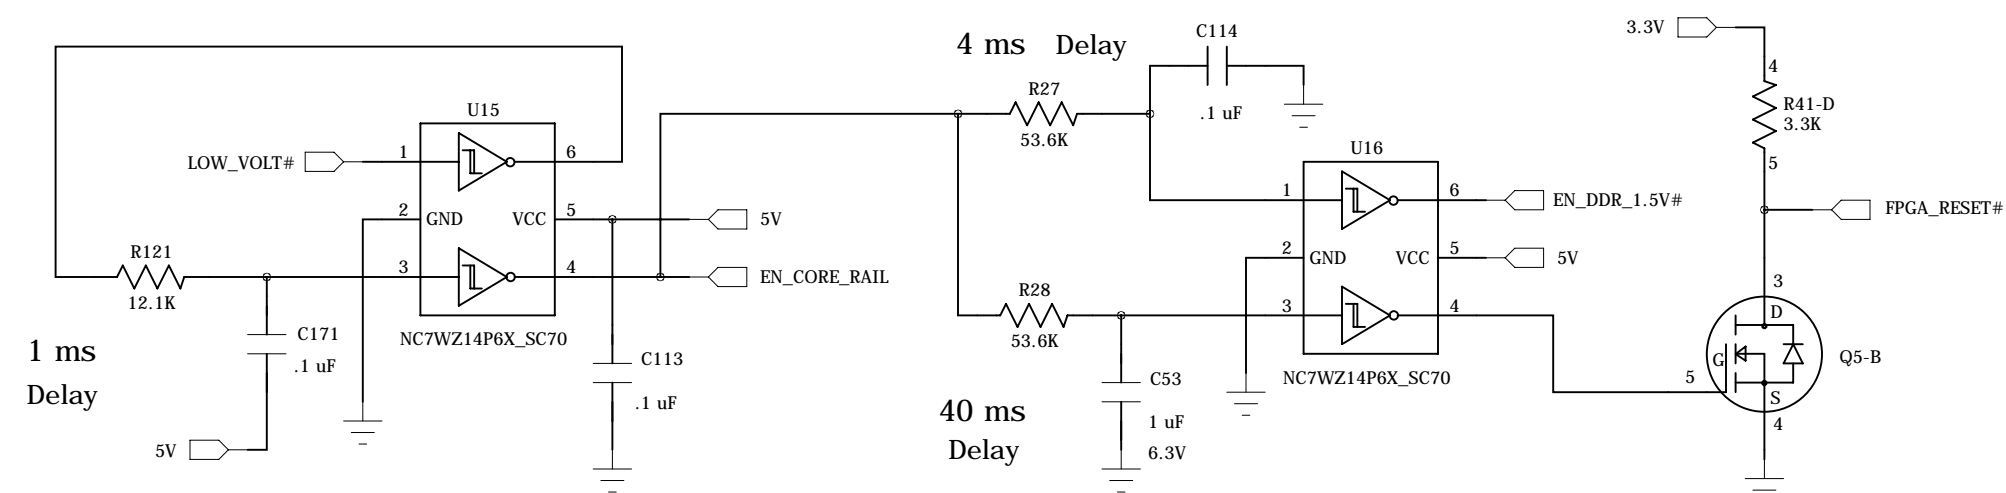 4 ms Delay
C114
.1 uF
3.3V
4
R41-D
3.3K
5
FPGA_RESET#
U15
LOW_VOLT#
1
6
2
GND
VCC
5
5V
3
4
EN_CORE_RAIL
NC7WZ14P6X_SC70
R121
12.1K
C171
.1 uF
1 ms
Delay
5V
C113
.1 uF
R27
53.6K
U16
1
6
EN_DDR_1.5V#
2
GND
VCC
5
5V
3
4
NC7WZ14P6X_SC70
R28
53.6K
C53
1 uF
6.3V
40 ms
Delay
3
D
G
S
5
4
Q5-B